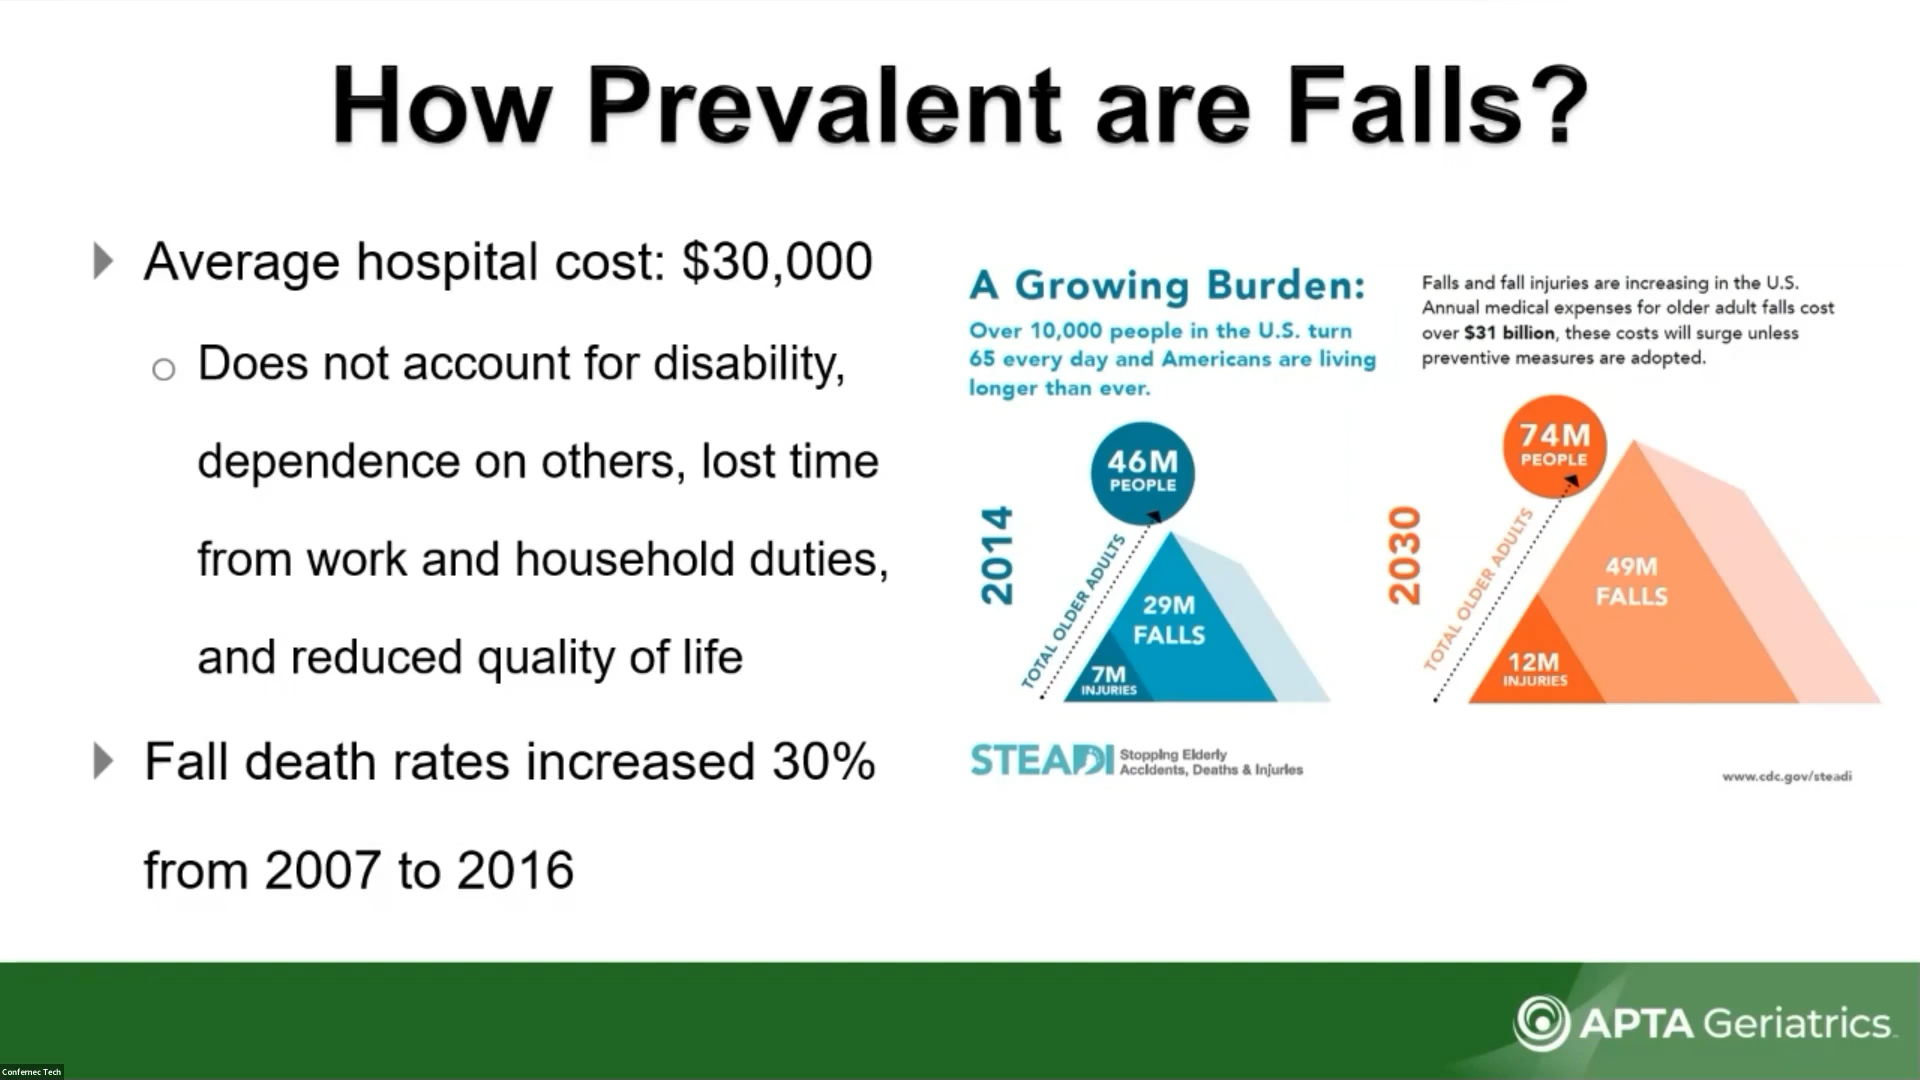 How Prevalent are Falls?
Average hospital cost: $30,000
Does not account for disability,
dependence on others, lost time
from work and household duties,
and reduced quality of life
Fall death rates increased 30%
from 2007 to 2016
A Growing Burden:
Over 10,000 people in the U.S. turn
65 every day and Americans are living
longer than ever.
Falls and fall injuries are increasing in the U.S.
Annual medical expenses for older adult falls cost
over $31 billion, these costs will surge unless
preventive measures are adopted.
2014
46M
PEOPLE
TOTAL OLDER ADULTS
29M
FALLS
7M
INJURIES
2030
74M
PEOPLE
TOTAL OLDER ADULTS
49M
FALLS
12M
INJURIES
STEADI
Stopping Elderly
Accidents, Deaths & Injuries
www.cdc.gov/steadi
APTA Geriatrics
Confernec Tech